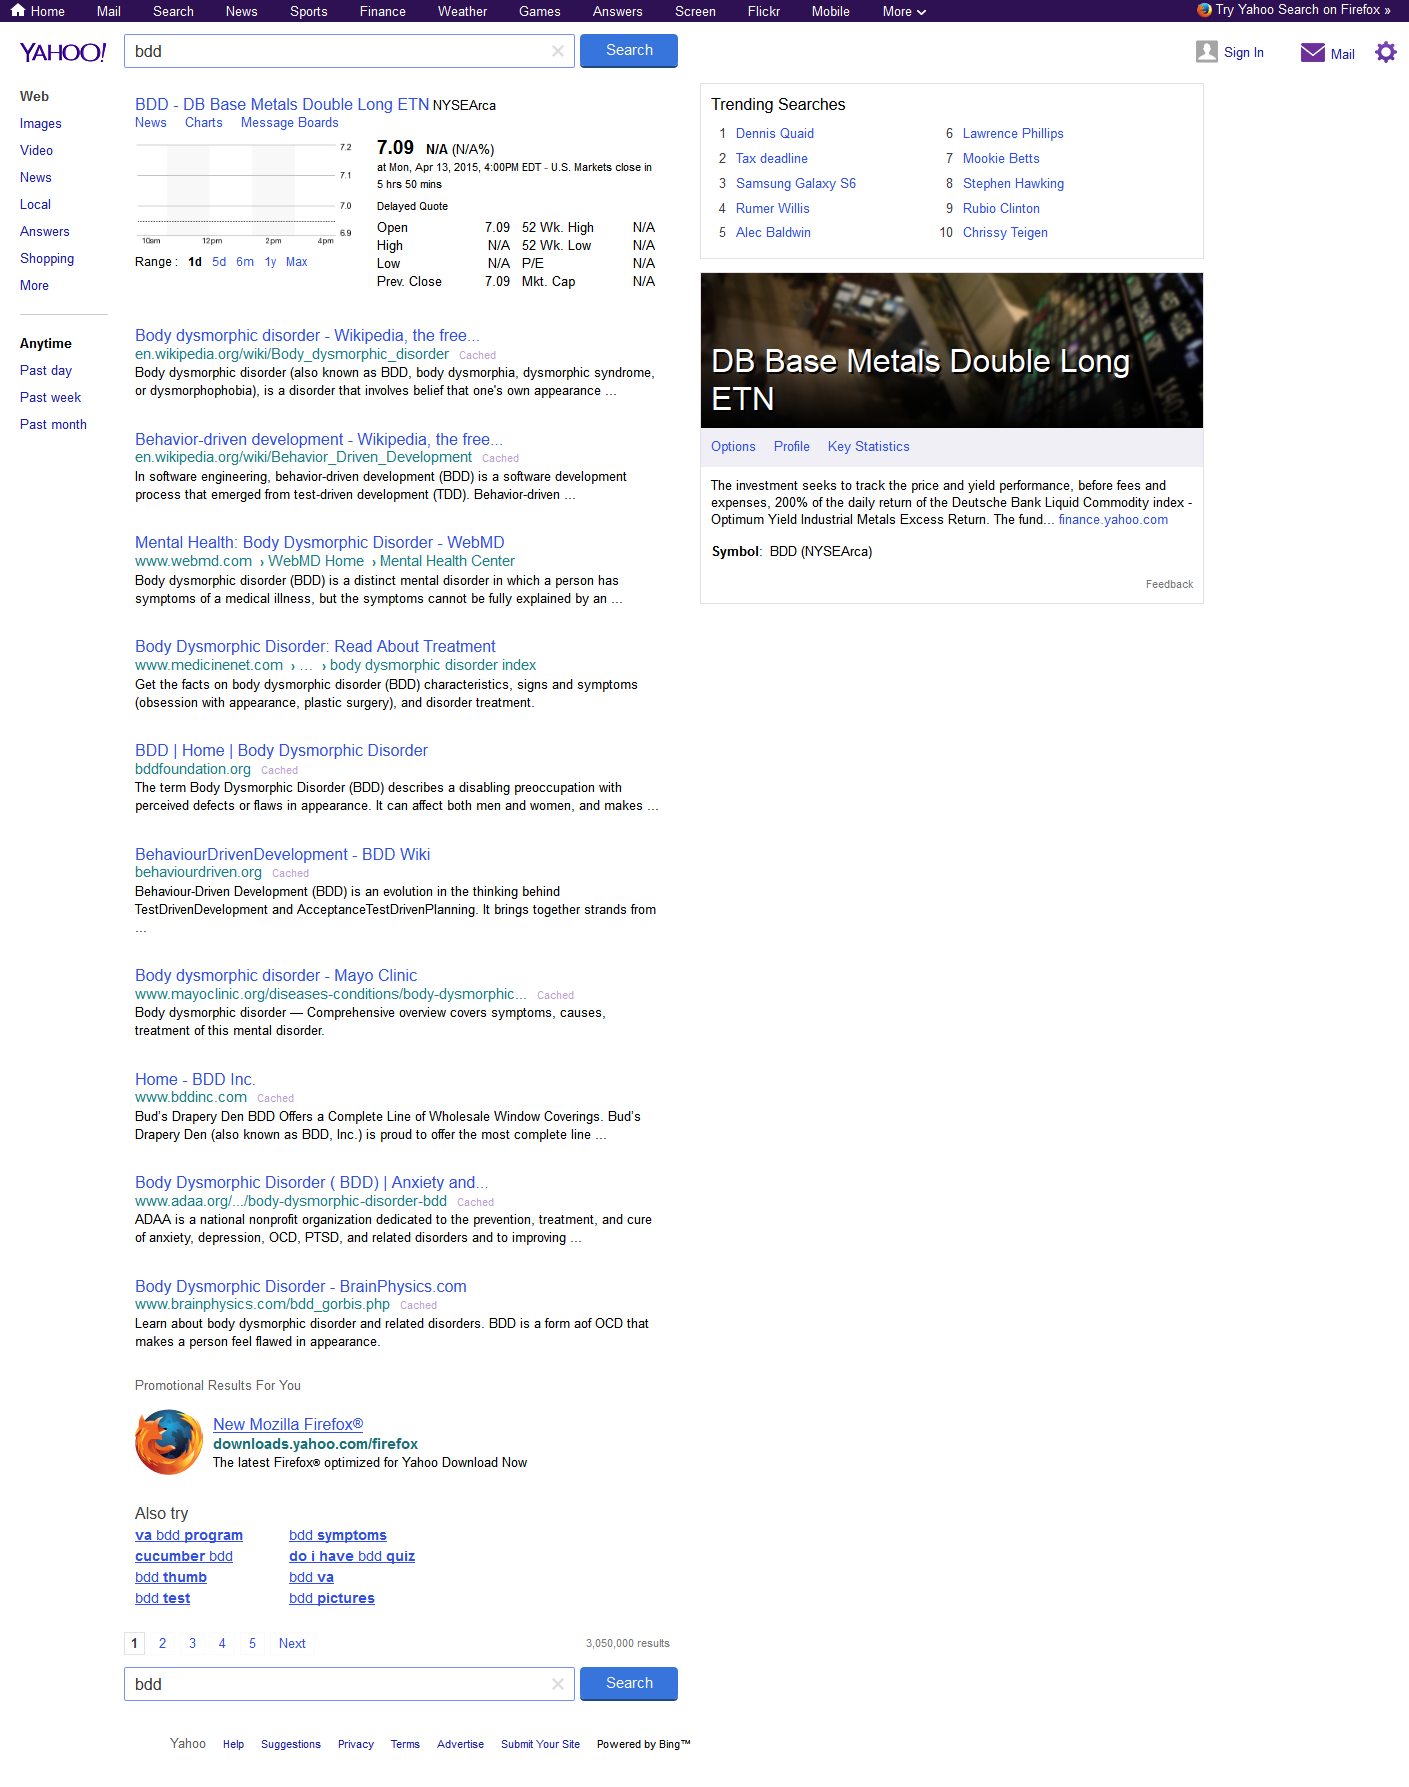 Home Mail Search News Sports Finance Weather Games Answers Screen Flickr Mobile More Try Yahoo Search on Firefox »
YAHOO! bdd Search Sign In Mail
Web
Images
Video
News
Local
Answers
Shopping
More
Anytime
Past day
Past week
Past month
BDD - DB Base Metals Double Long ETN NYSEArca
News Charts Message Boards
7.2
7.1
7.0
6.9
10am 12pm 2pm 4pm
Range : 1d 5d 6m 1y Max
7.09 N/A (N/A%)
at Mon, Apr 13, 2015, 4:00PM EDT - U.S. Markets close in
5 hrs 50 mins
Delayed Quote
Open 7.09 52 Wk. High N/A
High N/A 52 Wk. Low N/A
Low N/A P/E N/A
Prev. Close 7.09 Mkt. Cap N/A
Body dysmorphic disorder - Wikipedia, the free...
en.wikipedia.org/wiki/Body_dysmorphic_disorder Cached
Body dysmorphic disorder (also known as BDD, body dysmorphia, dysmorphic syndrome,
or dysmorphophobia), is a disorder that involves belief that one's own appearance ...
Behavior-driven development - Wikipedia, the free...
en.wikipedia.org/wiki/Behavior_Driven_Development Cached
In software engineering, behavior-driven development (BDD) is a software development
process that emerged from test-driven development (TDD). Behavior-driven ...
Mental Health: Body Dysmorphic Disorder - WebMD
www.webmd.com › WebMD Home › Mental Health Center
Body dysmorphic disorder (BDD) is a distinct mental disorder in which a person has
symptoms of a medical illness, but the symptoms cannot be fully explained by an ...
Body Dysmorphic Disorder: Read About Treatment
www.medicinenet.com › ... › body dysmorphic disorder index
Get the facts on body dysmorphic disorder (BDD) characteristics, signs and symptoms
(obsession with appearance, plastic surgery), and disorder treatment.
BDD | Home | Body Dysmorphic Disorder
bddfoundation.org Cached
The term Body Dysmorphic Disorder (BDD) describes a disabling preoccupation with
perceived defects or flaws in appearance. It can affect both men and women, and makes ...
BehaviourDrivenDevelopment - BDD Wiki
behaviourdriven.org Cached
Behaviour-Driven Development (BDD) is an evolution in the thinking behind
TestDrivenDevelopment and AcceptanceTestDrivenPlanning. It brings together strands from
...
Body dysmorphic disorder - Mayo Clinic
www.mayoclinic.org/diseases-conditions/body-dysmorphic... Cached
Body dysmorphic disorder — Comprehensive overview covers symptoms, causes,
treatment of this mental disorder.
Home - BDD Inc.
www.bddinc.com Cached
Bud's Drapery Den BDD Offers a Complete Line of Wholesale Window Coverings. Bud's
Drapery Den (also known as BDD, Inc.) is proud to offer the most complete line ...
Body Dysmorphic Disorder ( BDD) | Anxiety and...
www.adaa.org/.../body-dysmorphic-disorder-bdd Cached
ADAA is a national nonprofit organization dedicated to the prevention, treatment, and cure
of anxiety, depression, OCD, PTSD, and related disorders and to improving ...
Body Dysmorphic Disorder - BrainPhysics.com
www.brainphysics.com/bdd_gorbis.php Cached
Learn about body dysmorphic disorder and related disorders. BDD is a form aof OCD that
makes a person feel flawed in appearance.
Promotional Results For You
New Mozilla Firefox®
downloads.yahoo.com/firefox
The latest Firefox® optimized for Yahoo Download Now
Also try
va bdd program bdd symptoms
cucumber bdd do i have bdd quiz
bdd thumb bdd va
bdd test bdd pictures
1 2 3 4 5 Next 3,050,000 results
bdd Search
Trending Searches
1 Dennis Quaid 6 Lawrence Phillips
2 Tax deadline 7 Mookie Betts
3 Samsung Galaxy S6 8 Stephen Hawking
4 Rumer Willis 9 Rubio Clinton
5 Alec Baldwin 10 Chrissy Teigen
DB Base Metals Double Long
ETN
Options Profile Key Statistics
The investment seeks to track the price and yield performance, before fees and
expenses, 200% of the daily return of the Deutsche Bank Liquid Commodity index -
Optimum Yield Industrial Metals Excess Return. The fund... finance.yahoo.com
Symbol: BDD (NYSEArca)
Feedback
Yahoo Help Suggestions Privacy Terms Advertise Submit Your Site Powered by Bing™